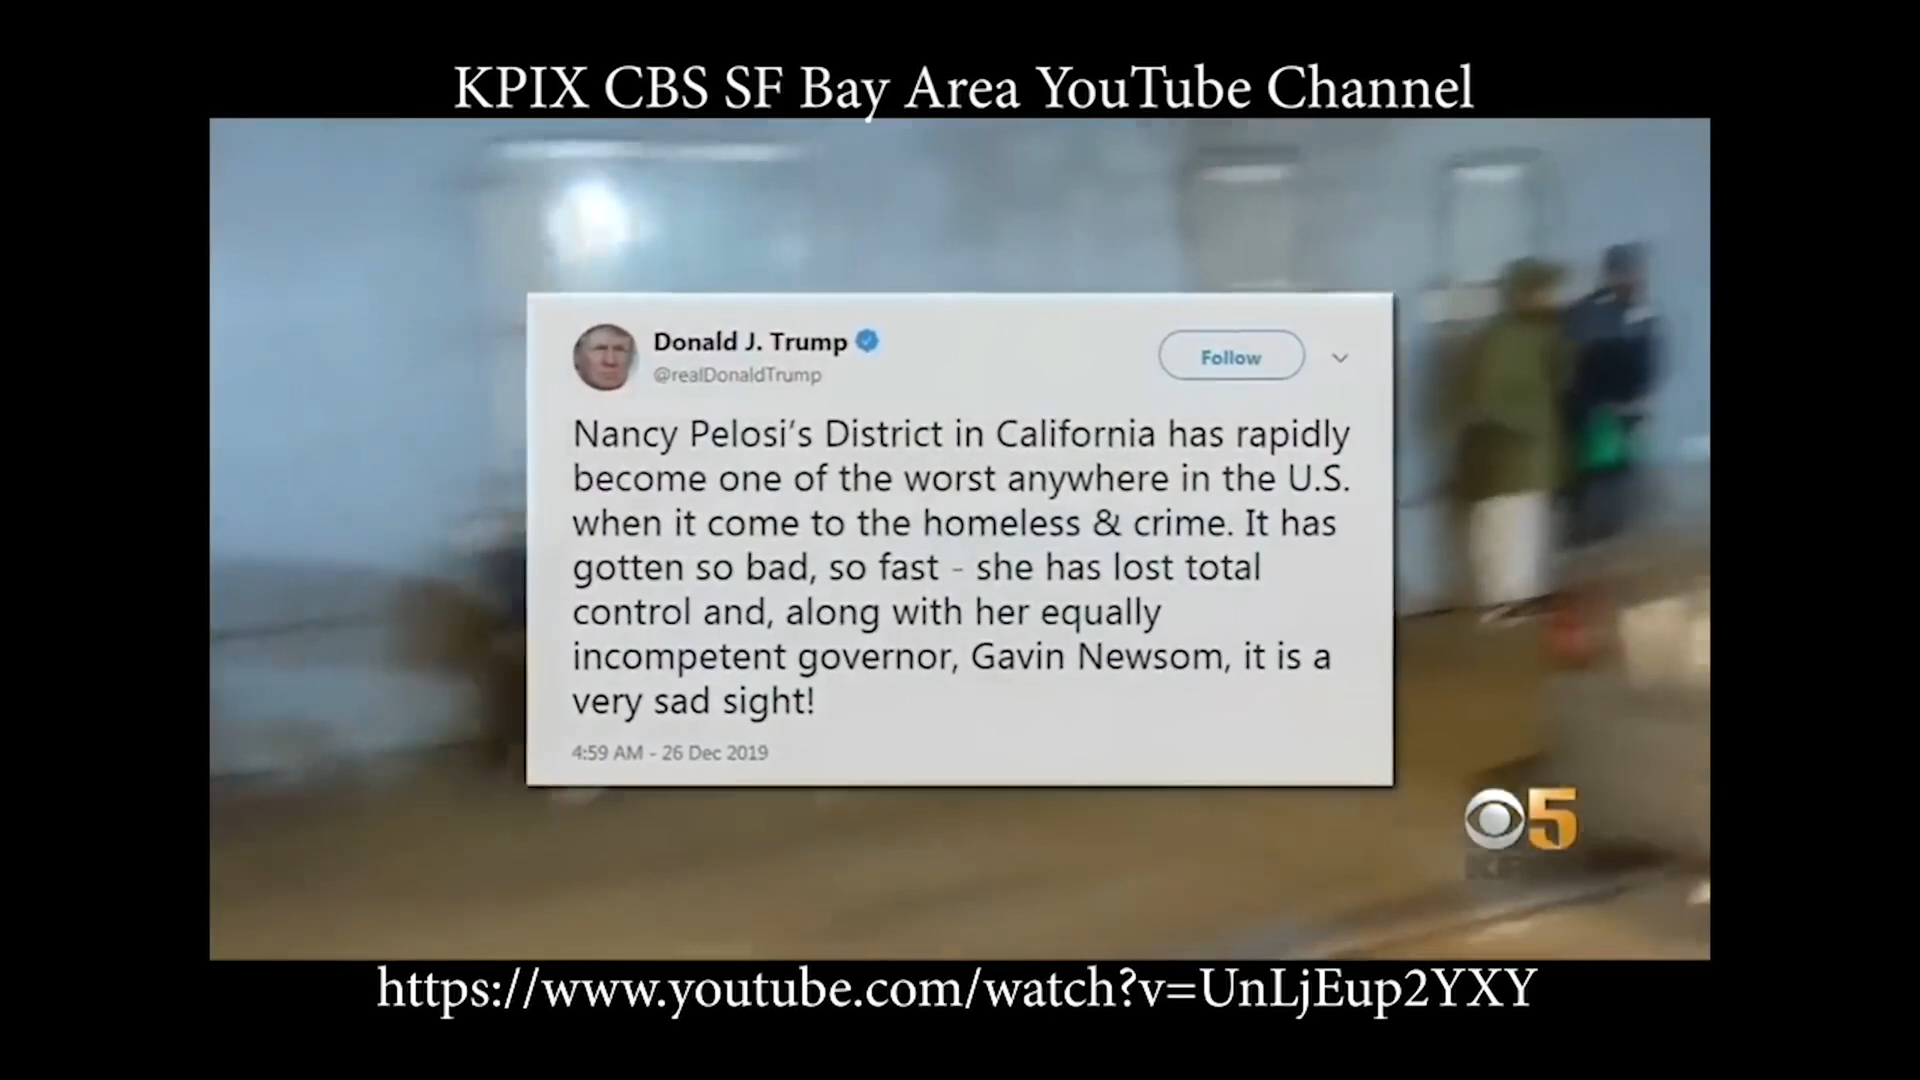 KPIX CBS SF Bay Area YouTube Channel
Donald J. Trump
@realDonaldTrump
Follow
Nancy Pelosi’s District in California has rapidly
become one of the worst anywhere in the U.S.
when it come to the homeless & crime. It has
gotten so bad, so fast - she has lost total
control and, along with her equally
incompetent governor, Gavin Newsom, it is a
very sad sight!
4:59 AM - 26 Dec 2019
5
https://www.youtube.com/watch?v=UnLjEup2YXY